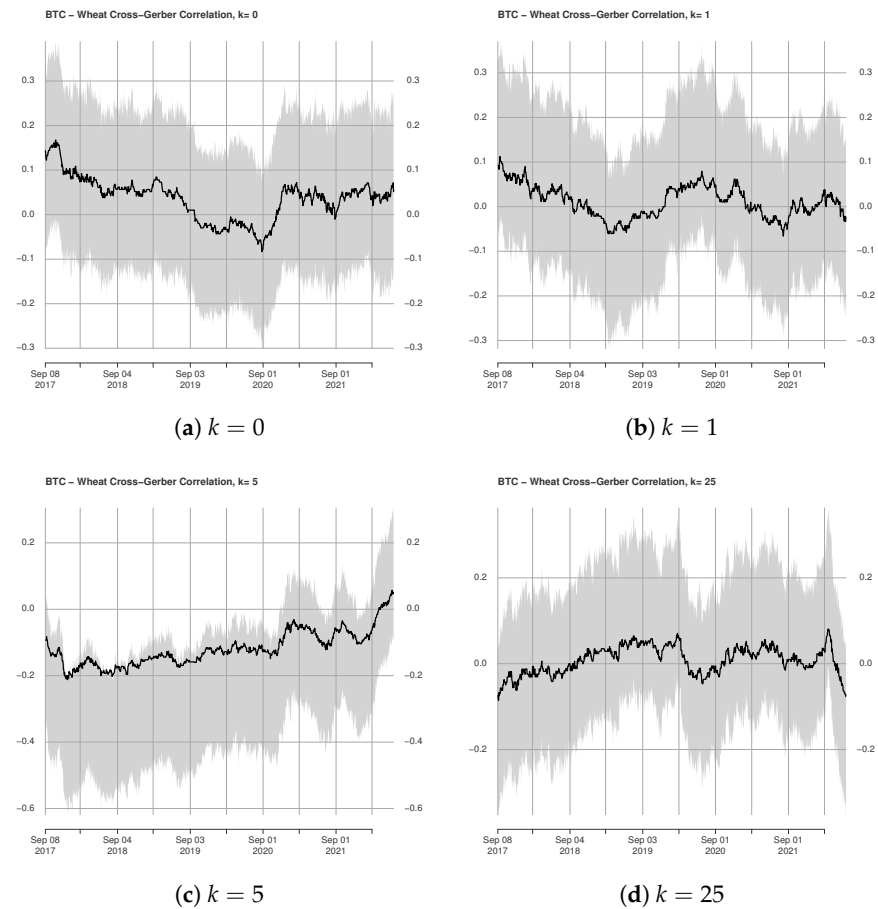 BTC − Wheat Cross−Gerber Correlation, k= 0
0.3 0.3
0.2 0.2
0.1 0.1
0.0 0.0
−0.1 −0.1
−0.2 −0.2
−0.3 −0.3
Sep 08 Sep 04 Sep 03 Sep 01 Sep 01
2017 2018 2019 2020 2021
(a) k = 0
BTC − Wheat Cross−Gerber Correlation, k= 1
0.3 0.3
0.2 0.2
0.1 0.1
0.0 0.0
−0.1 −0.1
−0.2 −0.2
−0.3 −0.3
Sep 08 Sep 04 Sep 03 Sep 01 Sep 01
2017 2018 2019 2020 2021
(b) k = 1
BTC − Wheat Cross−Gerber Correlation, k= 5
0.2 0.2
0.0 0.0
−0.2 −0.2
−0.4 −0.4
−0.6 −0.6
Sep 08 Sep 04 Sep 03 Sep 01 Sep 01
2017 2018 2019 2020 2021
(c) k = 5
BTC − Wheat Cross−Gerber Correlation, k= 25
0.2 0.2
0.0 0.0
−0.2 −0.2
Sep 08 Sep 04 Sep 03 Sep 01 Sep 01
2017 2018 2019 2020 2021
(d) k = 25